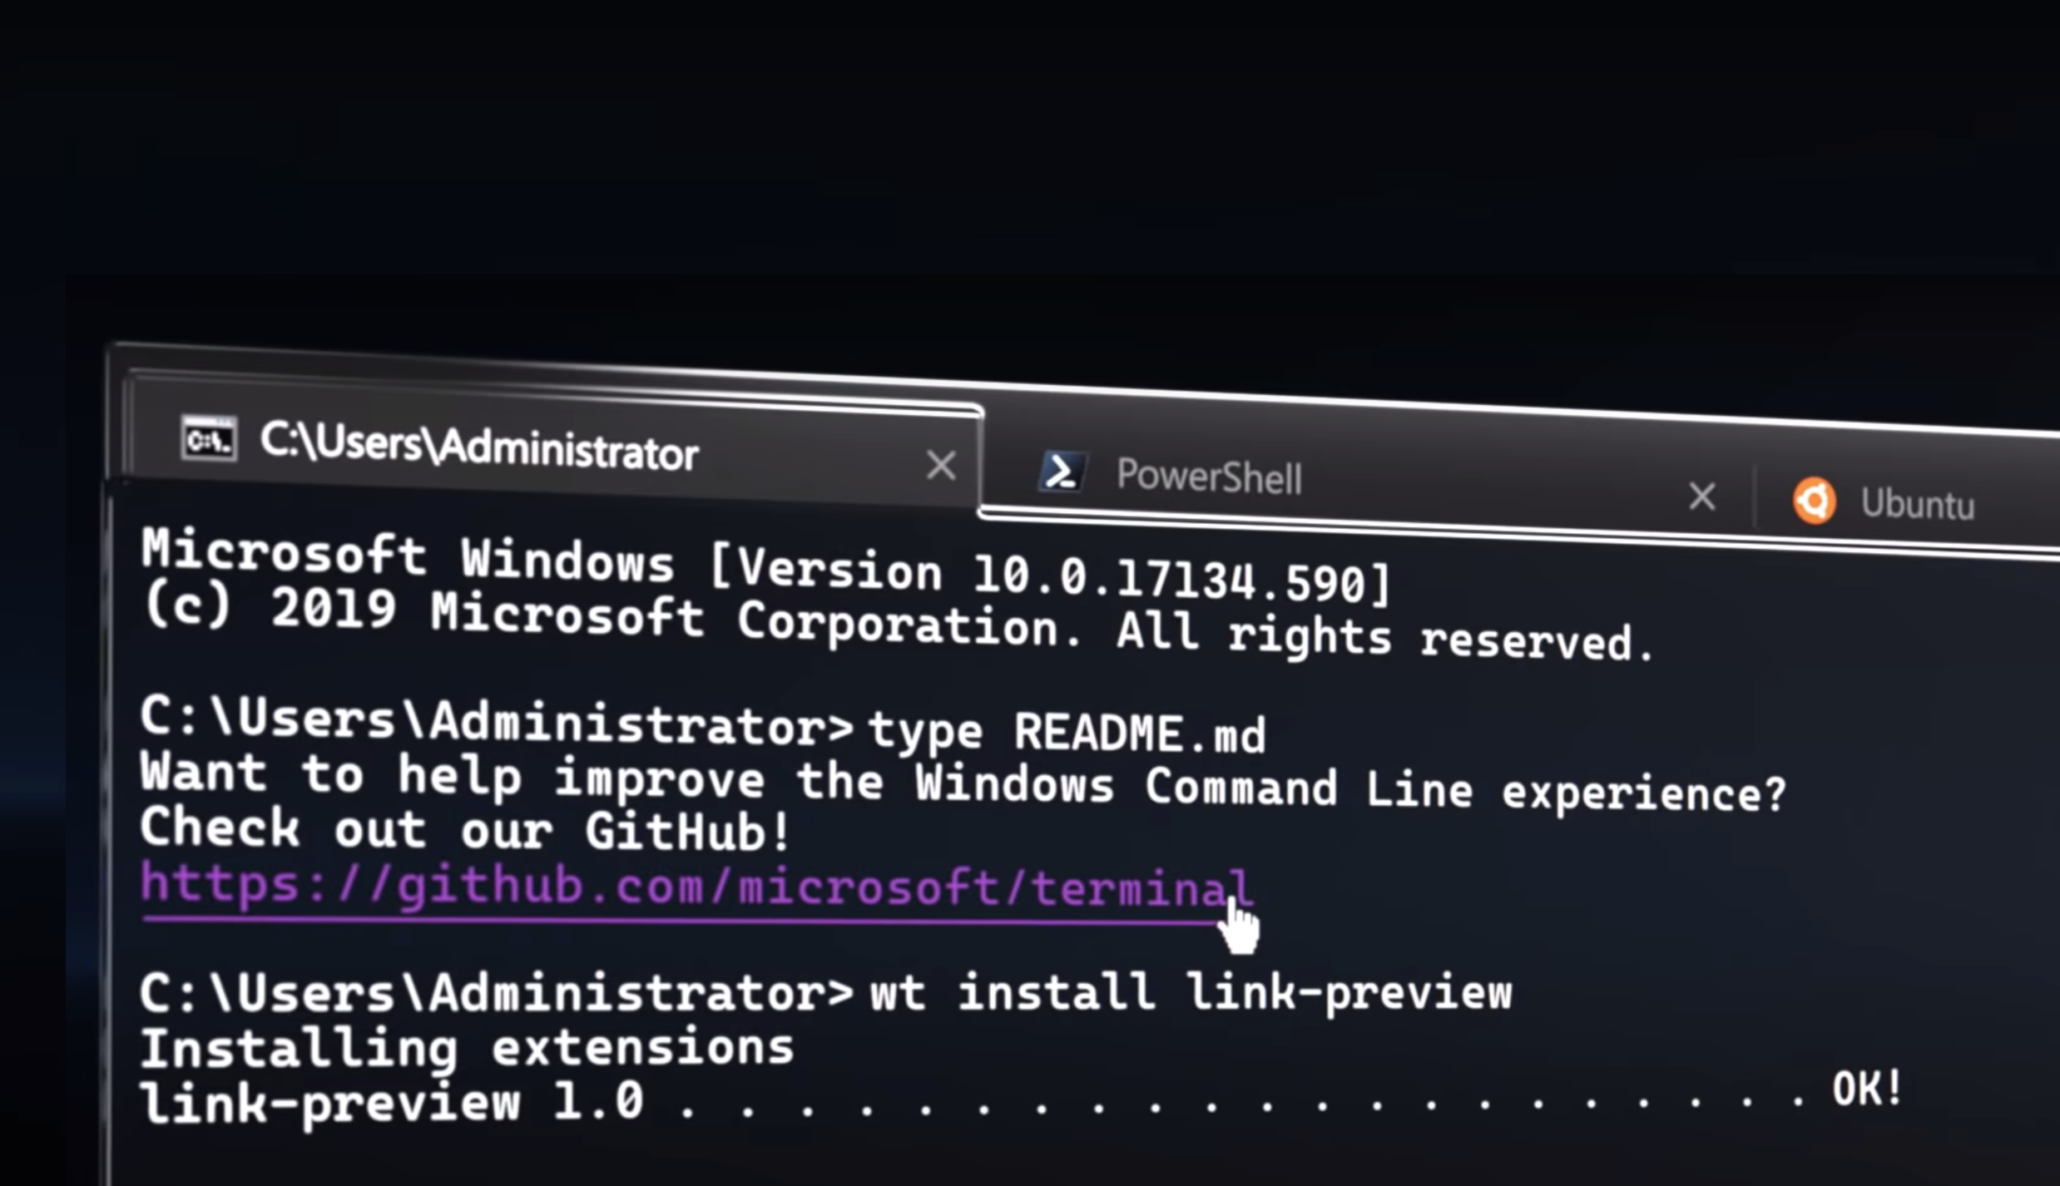 C:\Users\Administrator
PowerShell
Ubuntu
Microsoft Windows [Version 10.0.17134.590]
(c) 2019 Microsoft Corporation. All rights reserved.
C:\Users\Administrator> type README.md
Want to help improve the Windows Command Line experience?
Check out our GitHub!
https://github.com/microsoft/terminal
C:\Users\Administrator> wt install link-preview
Installing extensions
link-preview 1.0 . . . . . . . . . . . . . . . . . . . . OK!